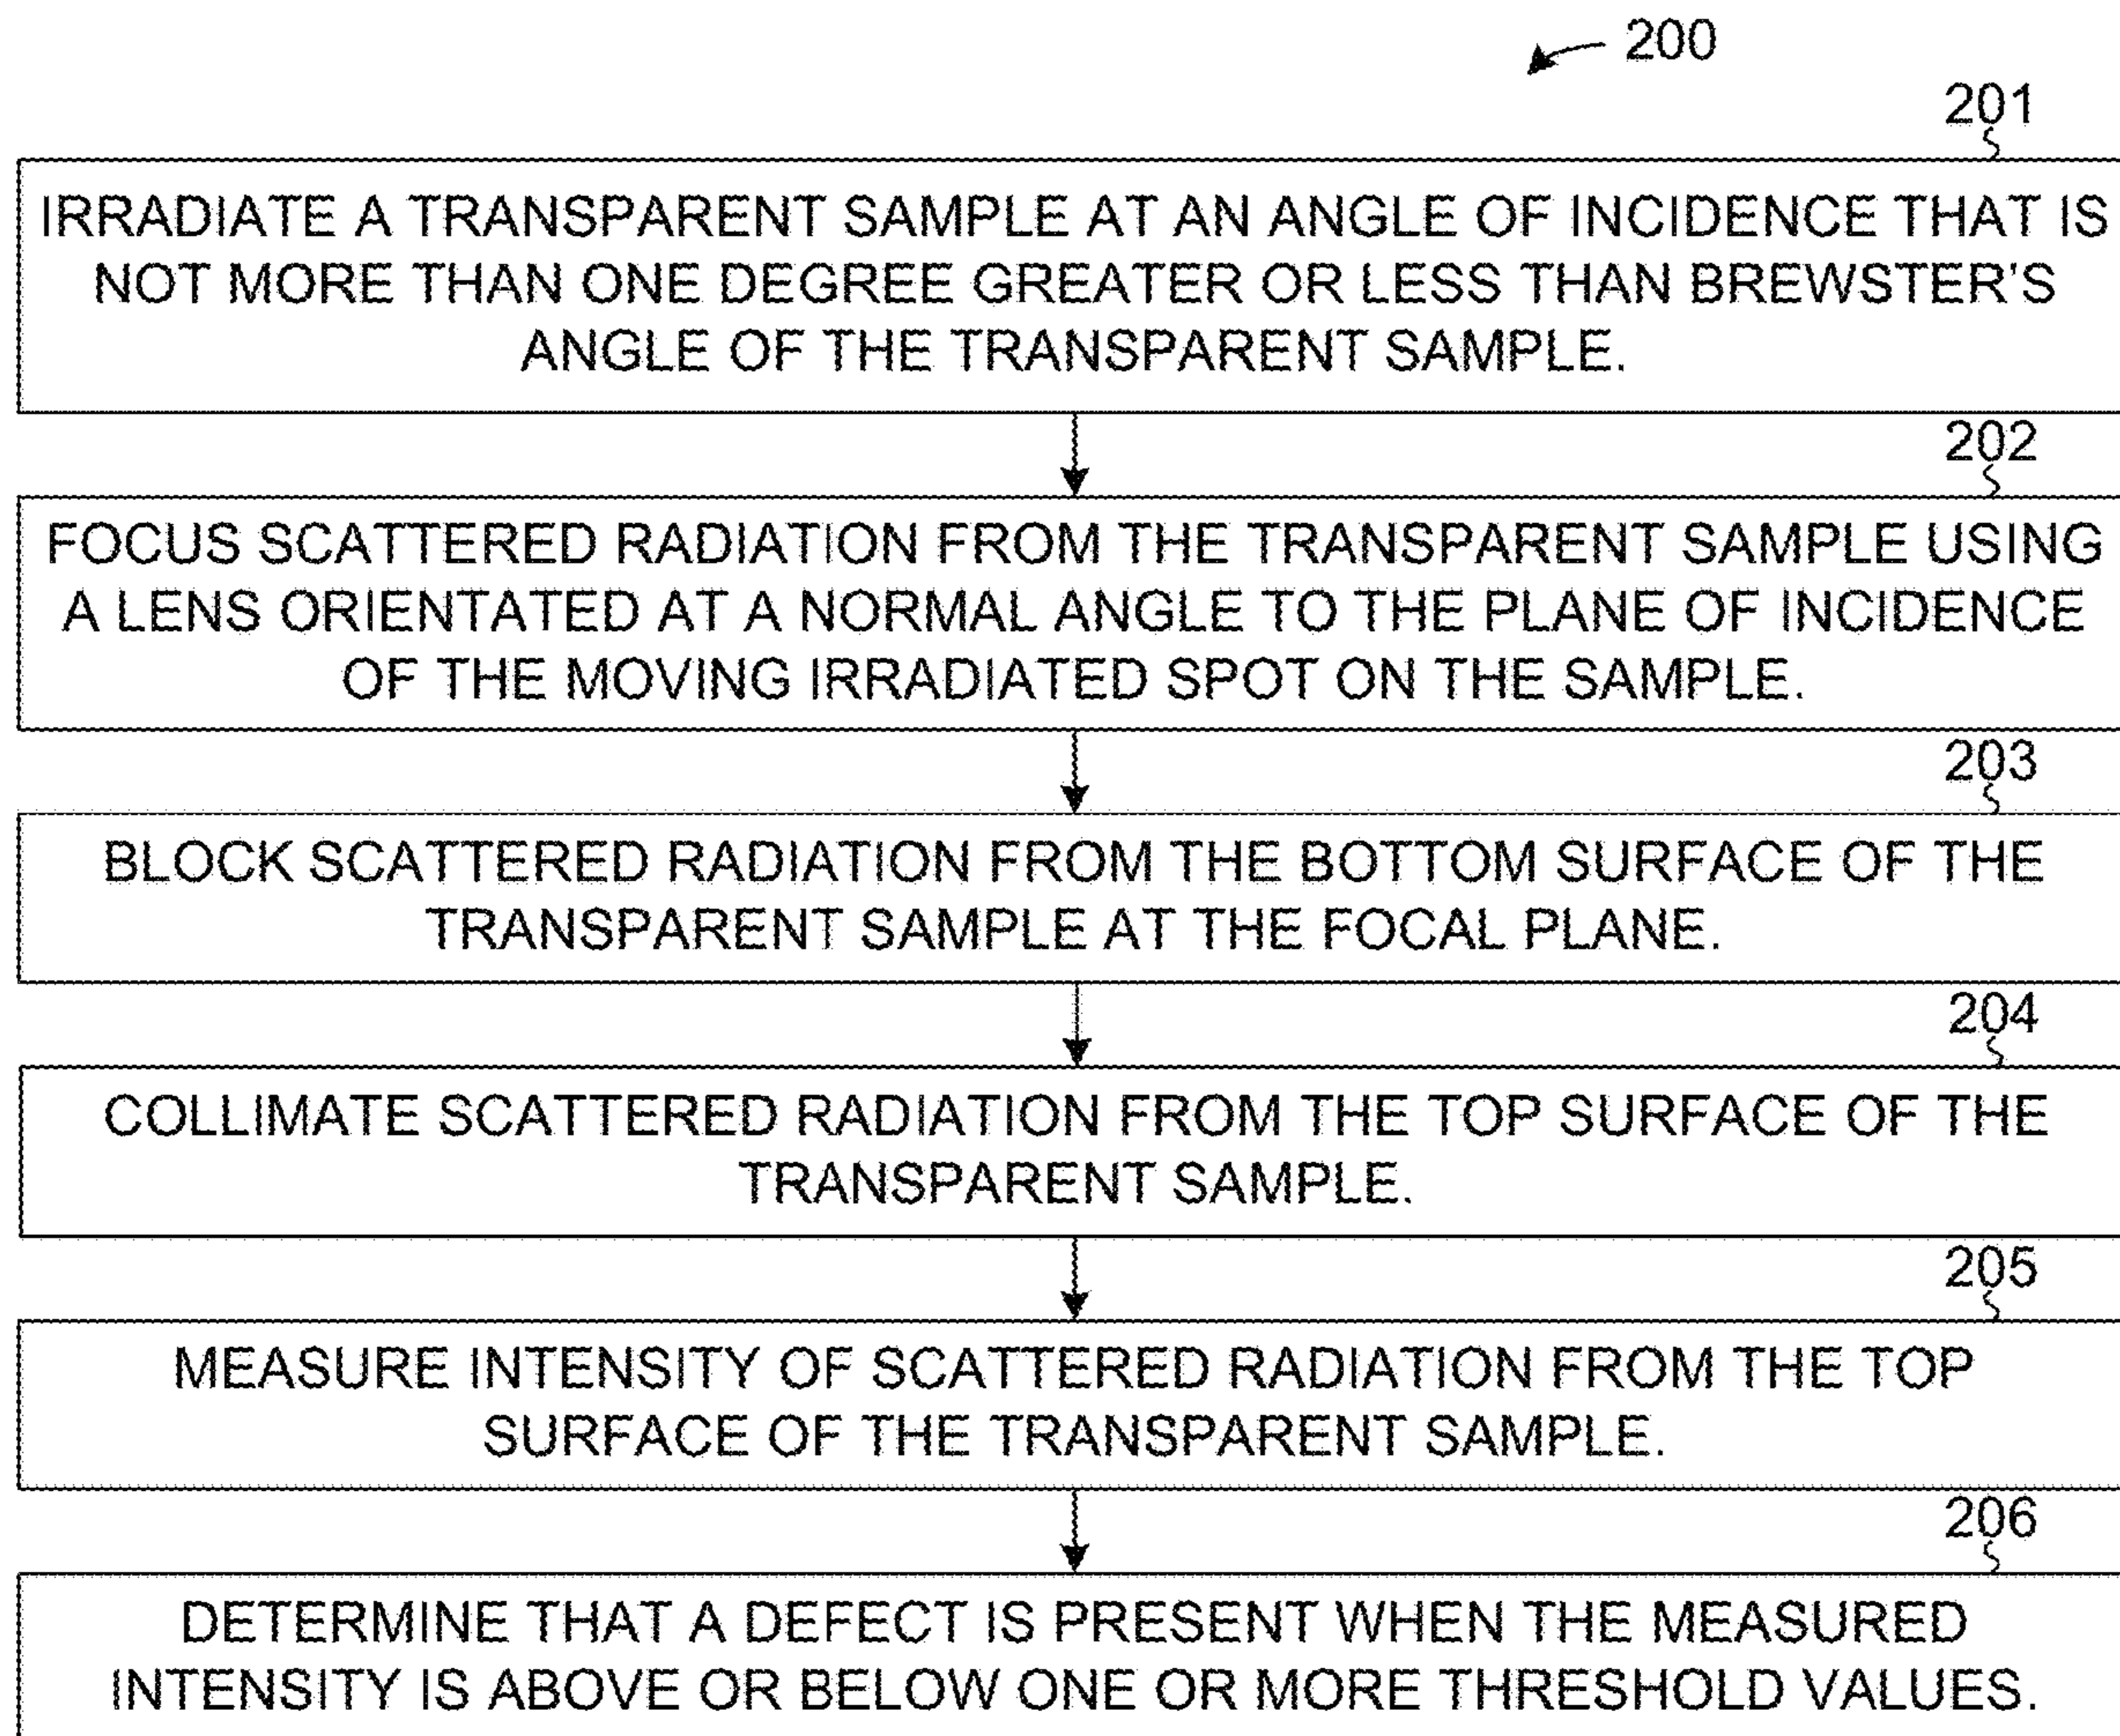 200
201
IRRADIATE A TRANSPARENT SAMPLE AT AN ANGLE OF INCIDENCE THAT IS
NOT MORE THAN ONE DEGREE GREATER OR LESS THAN BREWSTER'S
ANGLE OF THE TRANSPARENT SAMPLE.
202
FOCUS SCATTERED RADIATION FROM THE TRANSPARENT SAMPLE USING
A LENS ORIENTATED AT A NORMAL ANGLE TO THE PLANE OF INCIDENCE
OF THE MOVING IRRADIATED SPOT ON THE SAMPLE.
203
BLOCK SCATTERED RADIATION FROM THE BOTTOM SURFACE OF THE
TRANSPARENT SAMPLE AT THE FOCAL PLANE.
204
COLLIMATE SCATTERED RADIATION FROM THE TOP SURFACE OF THE
TRANSPARENT SAMPLE.
205
MEASURE INTENSITY OF SCATTERED RADIATION FROM THE TOP
SURFACE OF THE TRANSPARENT SAMPLE.
206
DETERMINE THAT A DEFECT IS PRESENT WHEN THE MEASURED
INTENSITY IS ABOVE OR BELOW ONE OR MORE THRESHOLD VALUES.